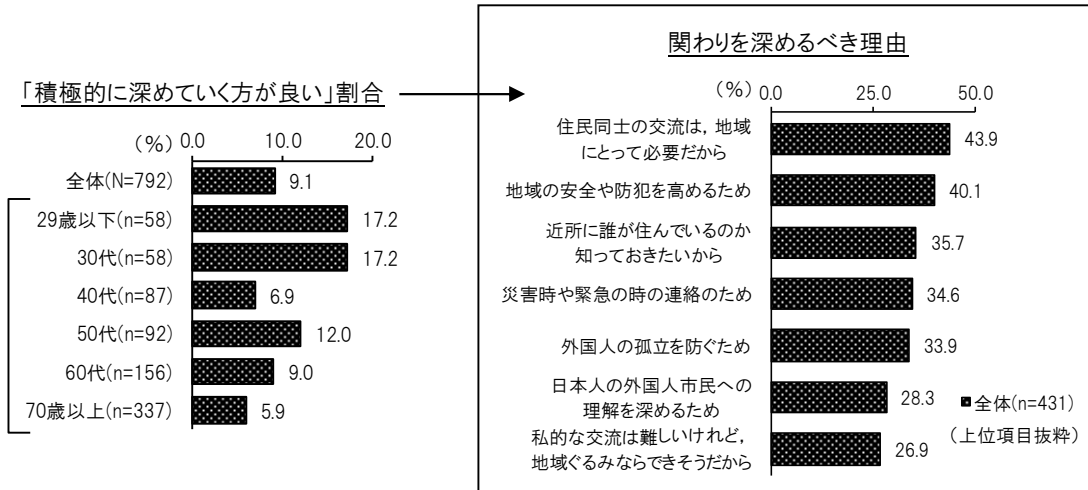 「積極的に深めていく方が良い」割合
(%)
0.0 10.0 20.0
全体(N=792) 9.1
29歳以下(n=58) 17.2
30代(n=58) 17.2
40代(n=87) 6.9
50代(n=92) 12.0
60代(n=156) 9.0
70歳以上(n=337) 5.9
関わりを深めるべき理由
(%)
0.0 25.0 50.0
住民同士の交流は，地域
にとって必要だから 43.9
地域の安全や防犯を高めるため 40.1
近所に誰が住んでいるのか
知っておきたいから 35.7
災害時や緊急の時の連絡のため 34.6
外国人の孤立を防ぐため 33.9
日本人の外国人市民への
理解を深めるため 28.3
私的な交流は難しいけれど，
地域ぐるみならできそうだから 26.9
全体(n=431)
(上位項目抜粋)